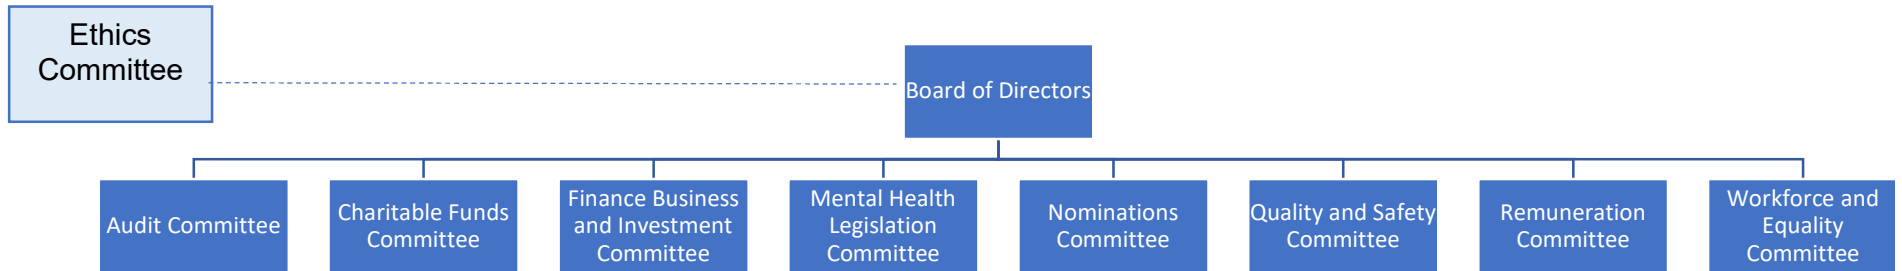 Ethics
Committee
Board of Directors
Audit Committee
Charitable Funds
Committee
Finance Business
and Investment
Committee
Mental Health
Legislation
Committee
Nominations
Committee
Quality and Safety
Committee
Remuneration
Committee
Workforce and
Equality
Committee